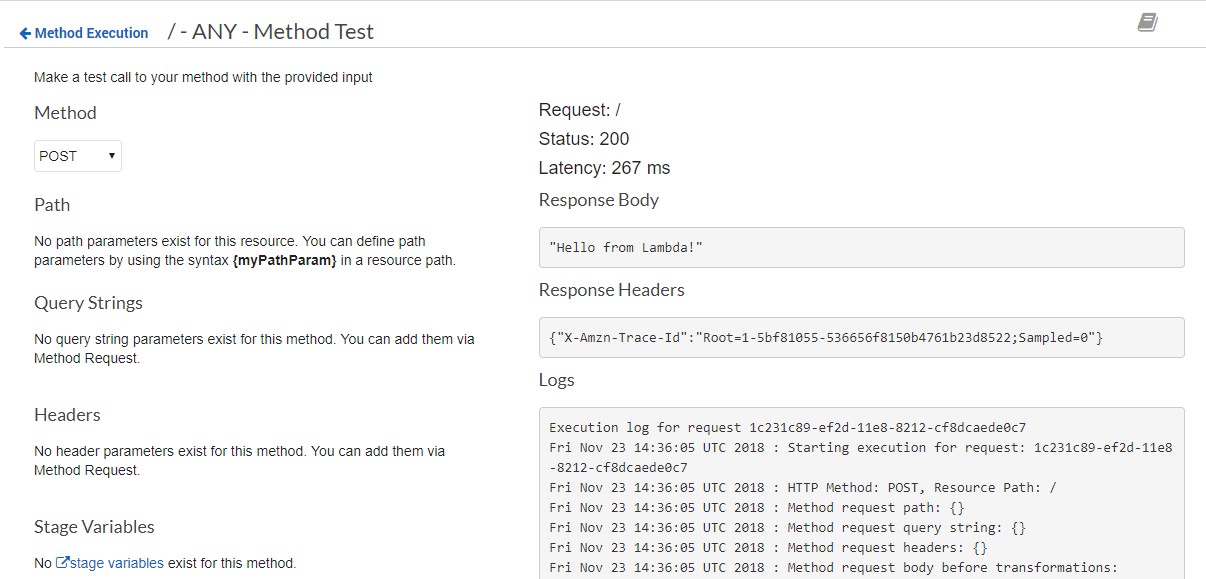 Method Execution / - ANY - Method Test
Make a test call to your method with the provided input
Method
POST
Path
No path parameters exist for this resource. You can define path
parameters by using the syntax {myPathParam} in a resource path.
Query Strings
No query string parameters exist for this method. You can add them via
Method Request.
Headers
No header parameters exist for this method. You can add them via
Method Request.
Stage Variables
No stage variables exist for this method.
Request: /
Status: 200
Latency: 267 ms
Response Body
"Hello from Lambda!"
Response Headers
{"X-Amzn-Trace-Id":"Root=1-5bf81055-536656f8150b4761b23d8522;Sampled=0"}
Logs
Execution log for request 1c231c89-ef2d-11e8-8212-cf8dcaede0c7
Fri Nov 23 14:36:05 UTC 2018 : Starting execution for request: 1c231c89-ef2d-11e8
-8212-cf8dcaede0c7
Fri Nov 23 14:36:05 UTC 2018 : HTTP Method: POST, Resource Path: /
Fri Nov 23 14:36:05 UTC 2018 : Method request path: {}
Fri Nov 23 14:36:05 UTC 2018 : Method request query string: {}
Fri Nov 23 14:36:05 UTC 2018 : Method request headers: {}
Fri Nov 23 14:36:05 UTC 2018 : Method request body before transformations: